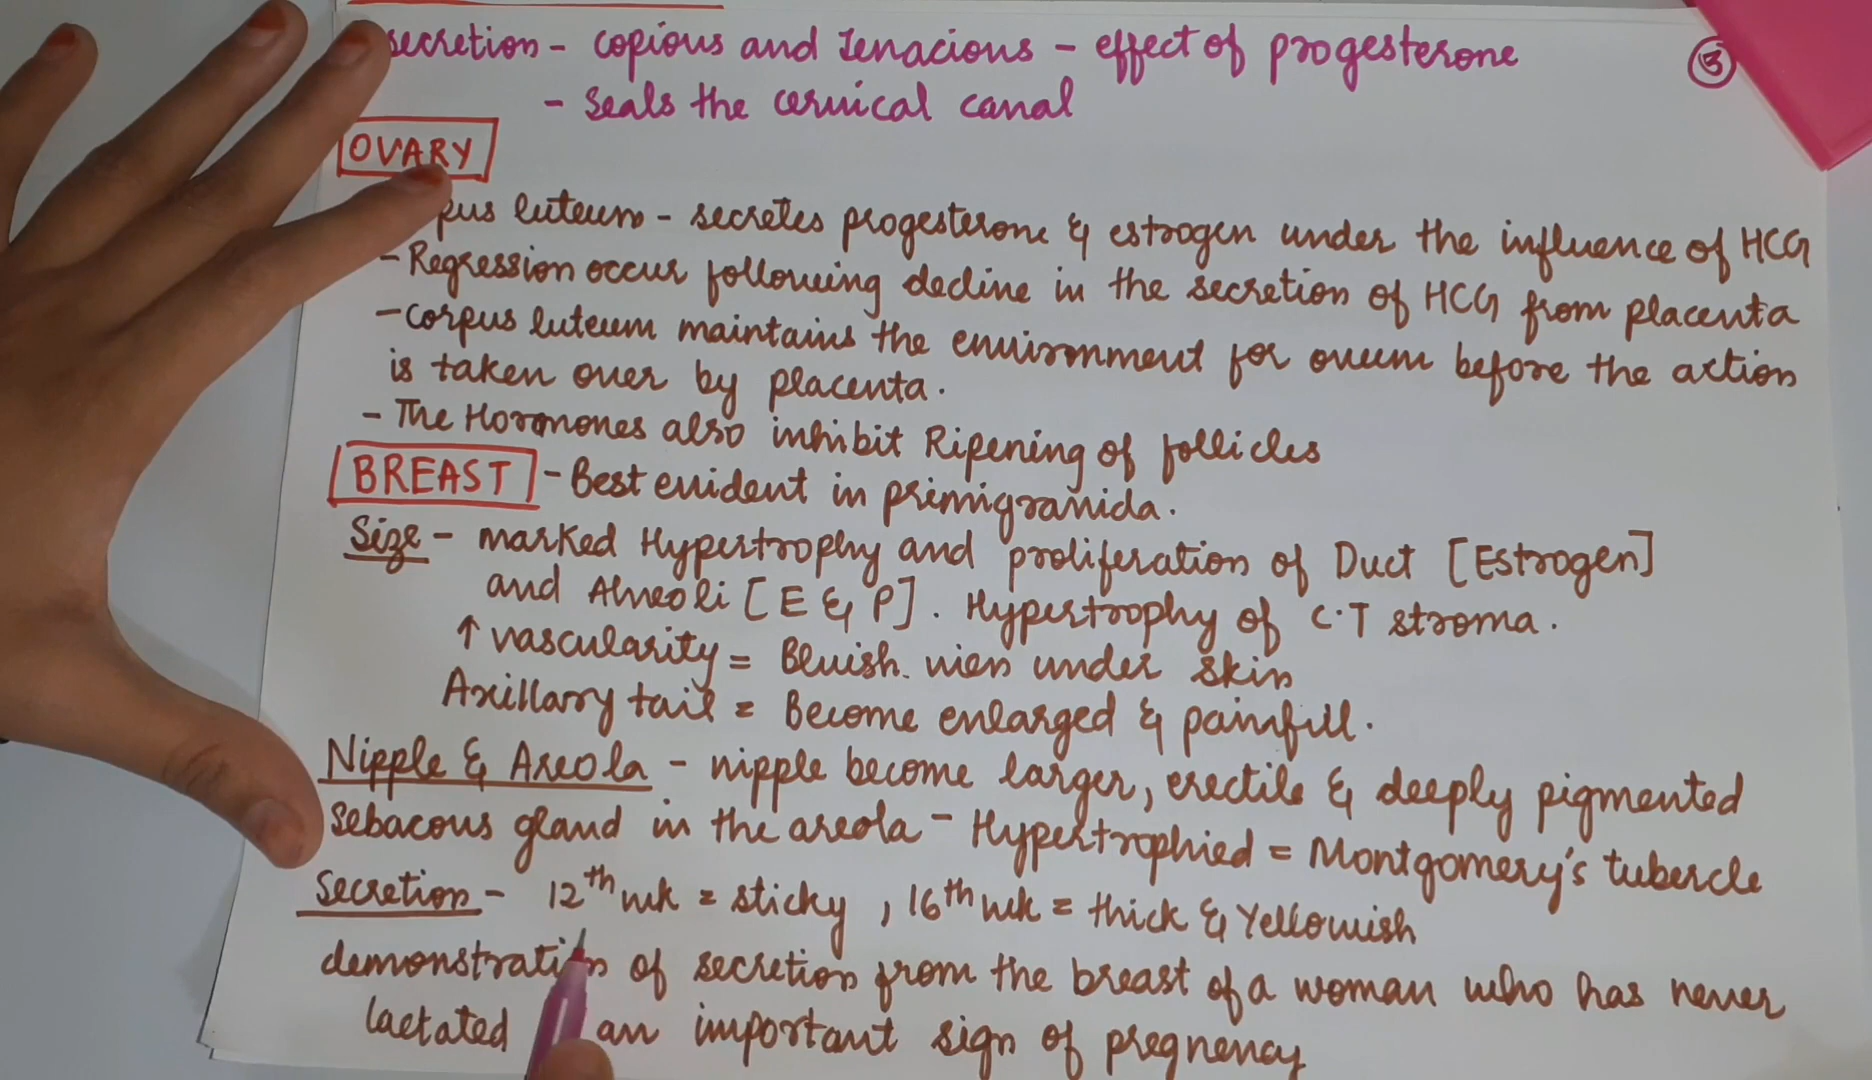 secretion - copious and tenacious - effect of progesterone
③
- seals the cervical canal
OVARY
pus luteum - secretes progesterone & estrogen under the influence of HCG
- Regression occur following decline in the secretion of HCG from placenta
- corpus luteum maintains the environment for ovum before the action
is taken over by placenta.
- The Hormones also inhibit Ripening of follicles
BREAST - Best evident in primigravida.
Size - marked Hypertrophy and proliferation of Duct [Estrogen]
and Alveoli [E & P]. Hypertrophy of C.T stroma.
↑ vascularity = Bluish. vien under skin
Axillary tail = Become enlarged & painfull.
Nipple & Areola - nipple become larger, erectile & deeply pigmented
sebacous gland in the areola - Hypertrophied = Montgomery's tubercle
Secretion - 12th wk = sticky, 16th wk = thick & Yellowish
demonstration of secretion from the breast of a woman who has never
lactated an important sign of pregnency